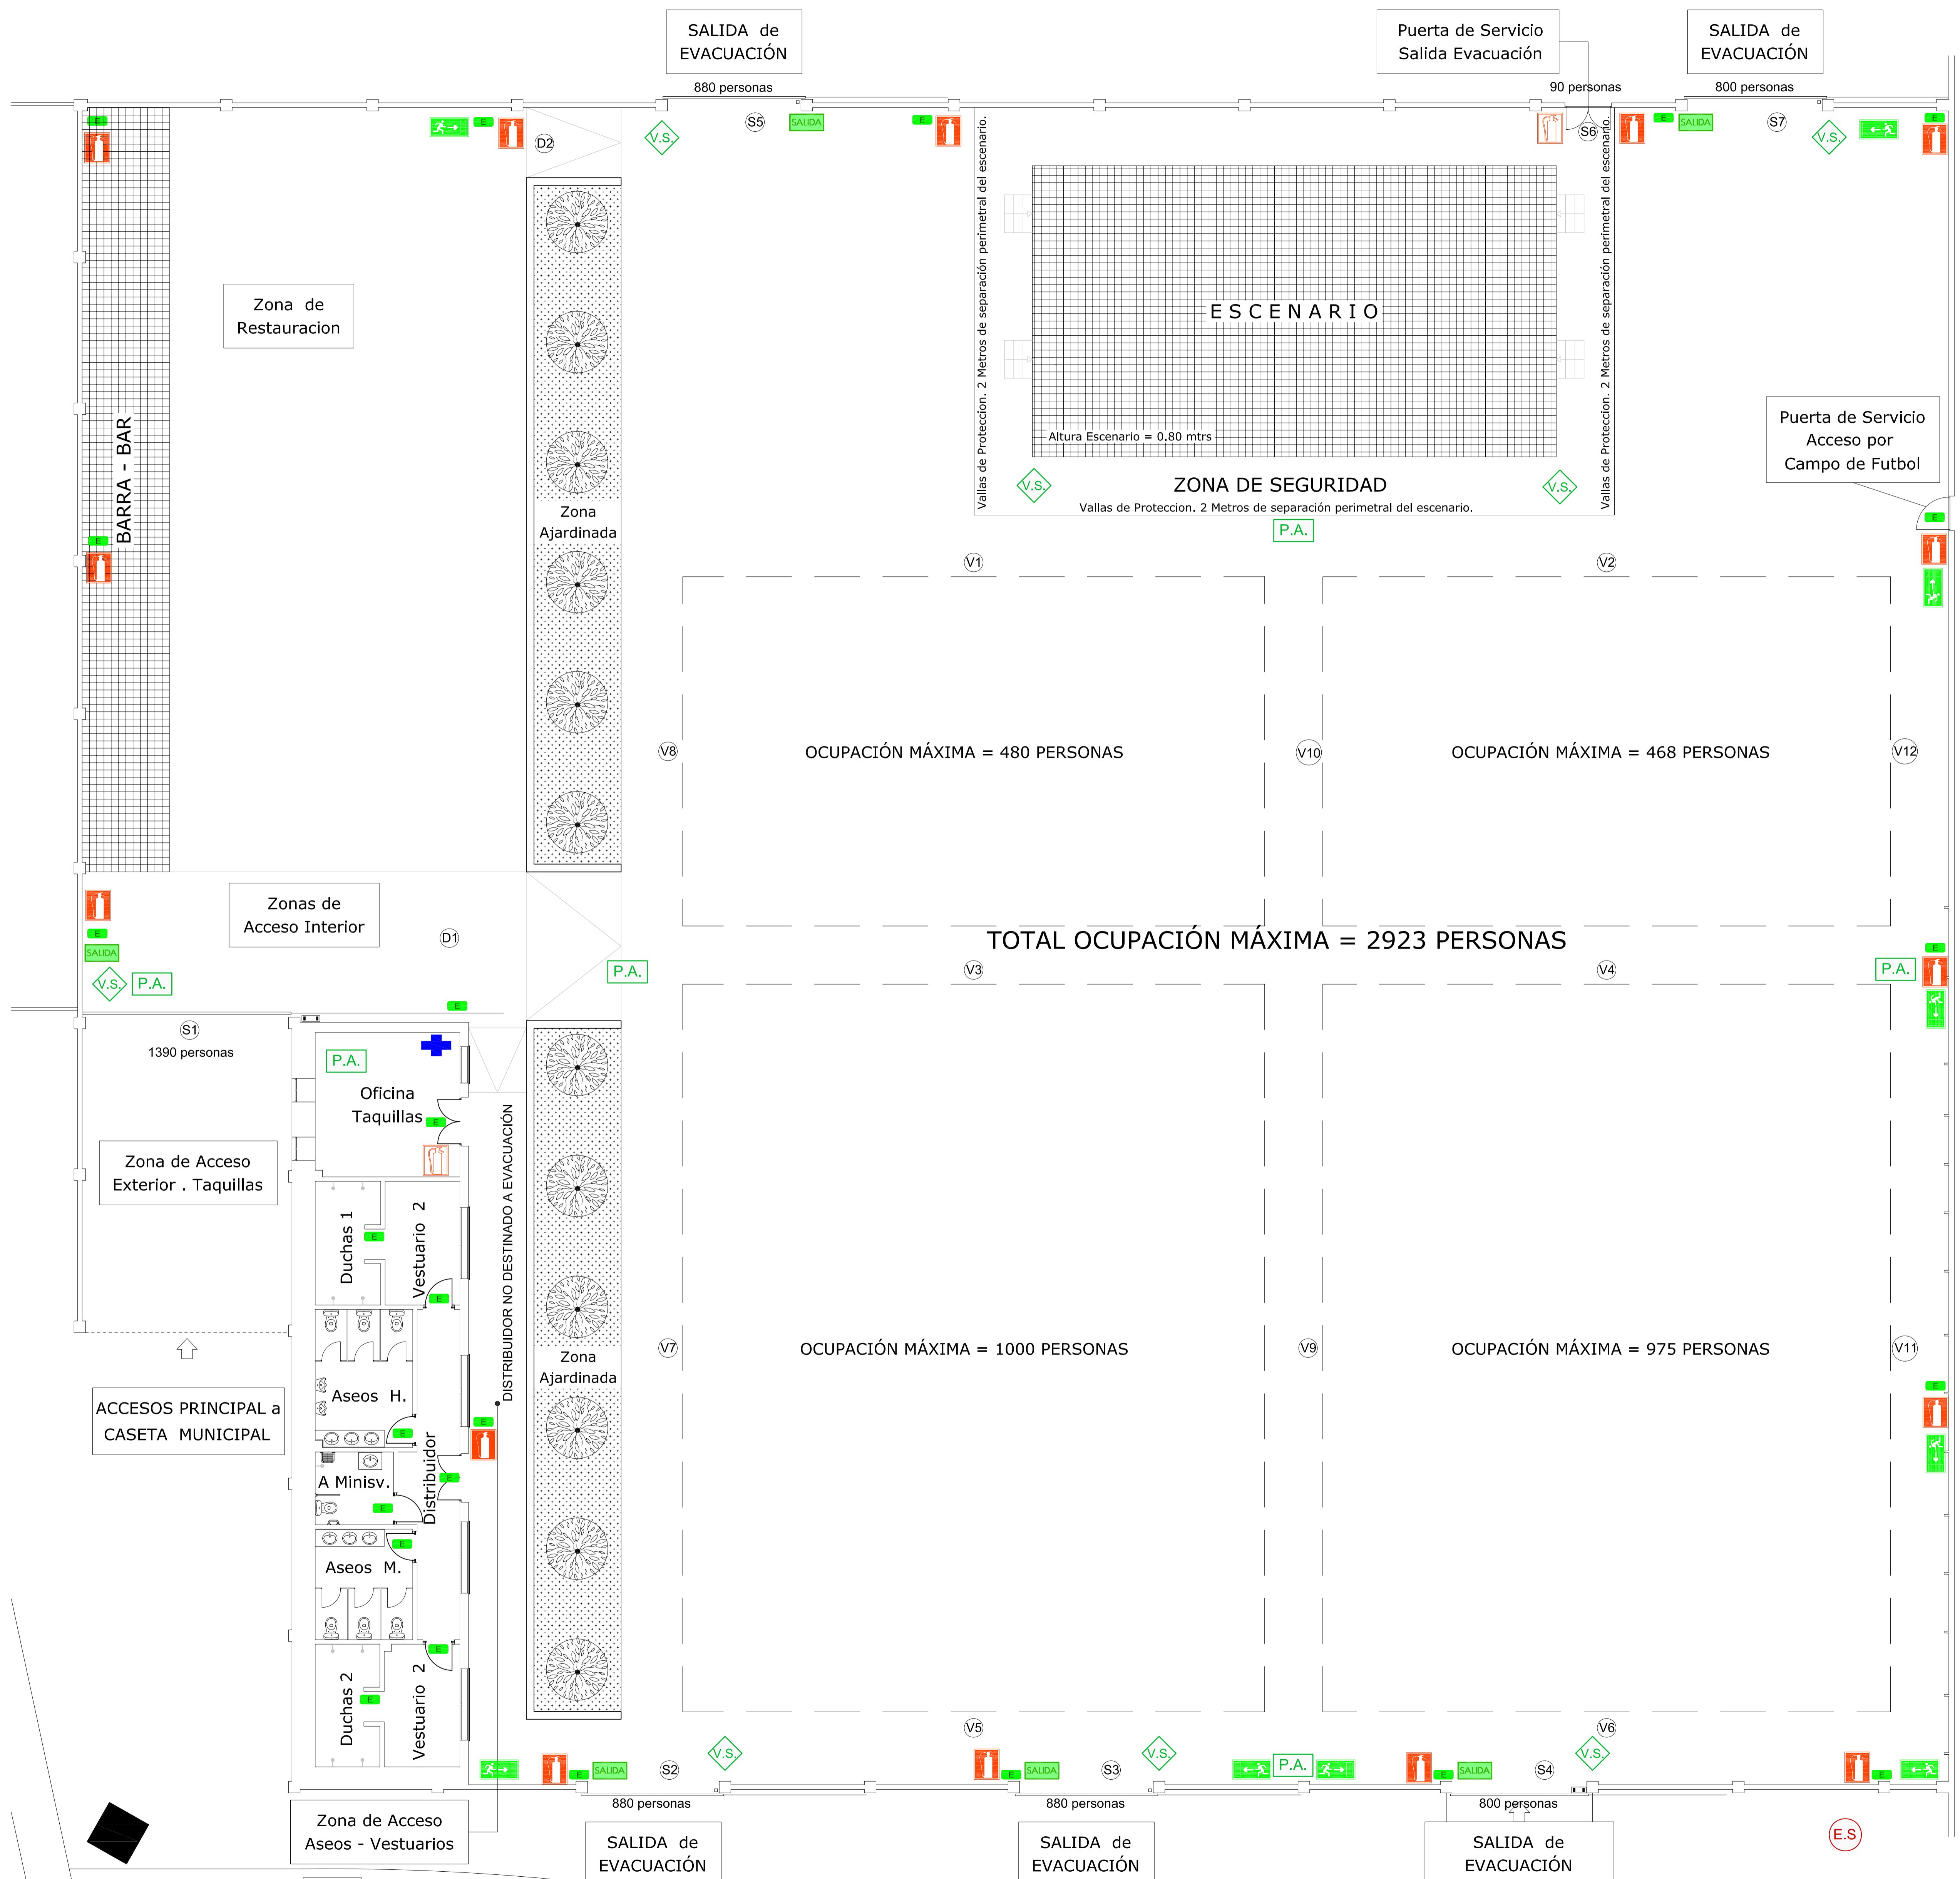 SALIDA de
EVACUACIÓN
Puerta de Servicio
Salida Evacuación
SALIDA de
EVACUACIÓN
880 personas
90 personas
800 personas
E
E
D2
V.S.
S5
SALIDA
E
S6
E
SALIDA
S7
V.S.
E
Vallas de Proteccion. 2 Metros de separación perimetral del escenario.
Vallas de Proteccion. 2 Metros de separación perimetral del escenario.
Zona de
Restauracion
E S C E N A R I O
BARRA - BAR
Altura Escenario = 0.80 mtrs
Puerta de Servicio
Acceso por
Campo de Futbol
V.S.
ZONA DE SEGURIDAD
V.S.
Vallas de Proteccion. 2 Metros de separación perimetral del escenario.
Zona
Ajardinada
P.A.
E
E
V1
V2
V8
OCUPACIÓN MÁXIMA = 480 PERSONAS
V10
OCUPACIÓN MÁXIMA = 468 PERSONAS
V12
Zonas de
Acceso Interior
E
SALIDA
D1
TOTAL OCUPACIÓN MÁXIMA = 2923 PERSONAS
E
V.S.
P.A.
P.A.
V3
V4
P.A.
E
S1
1390 personas
P.A.
Oficina
Taquillas
E
Zona de Acceso
Exterior . Taquillas
DISTRIBUIDOR NO DESTINADO A EVACUACIÓN
Duchas 1
E
Vestuario 2
E
V7
OCUPACIÓN MÁXIMA = 1000 PERSONAS
V9
OCUPACIÓN MÁXIMA = 975 PERSONAS
V11
Zona
Ajardinada
E
ACCESOS PRINCIPAL a
CASETA MUNICIPAL
Aseos H.
E
E
Distribuidor
A Minisv.
E
E
E
Aseos M.
E
Duchas 2
E
Vestuario 2
V5
V6
V.S.
V.S.
V.S.
E
SALIDA
S2
E
SALIDA
S3
P.A.
E
SALIDA
S4
E
880 personas
880 personas
800 personas
Zona de Acceso
Aseos - Vestuarios
SALIDA de
EVACUACIÓN
SALIDA de
EVACUACIÓN
SALIDA de
EVACUACIÓN
E.S